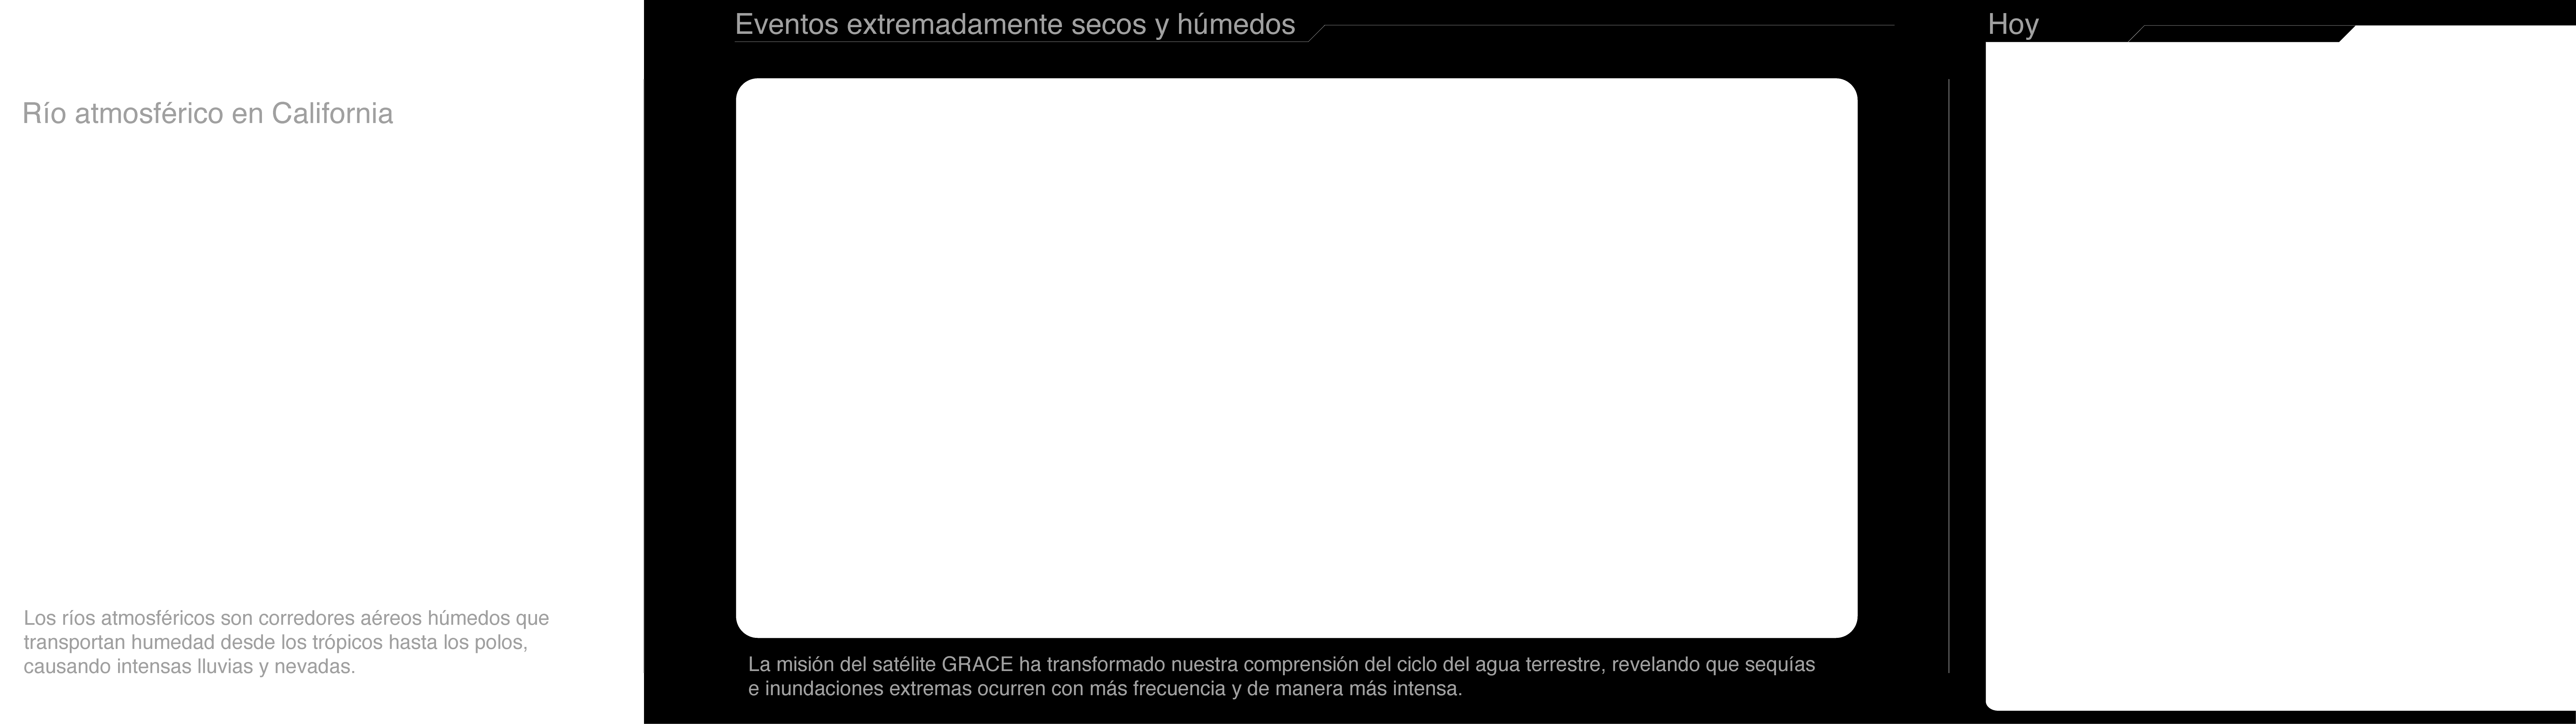 Río atmosférico en California
Los ríos atmosféricos son corredores aéreos húmedos que
transportan humedad desde los trópicos hasta los polos,
causando intensas lluvias y nevadas.
Eventos extremadamente secos y húmedos
La misión del satélite GRACE ha transformado nuestra comprensión del ciclo del agua terrestre, revelando que sequías
e inundaciones extremas ocurren con más frecuencia y de manera más intensa.
Hoy